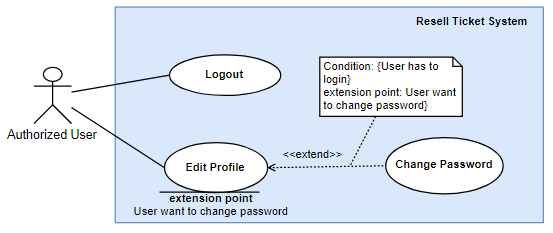 Resell Ticket System
Logout
Condition: {User has to
login}
extension point: User want
to change password}
Authorized User
<<extend>>
Edit Profile
Change Password
extension point
User want to change password